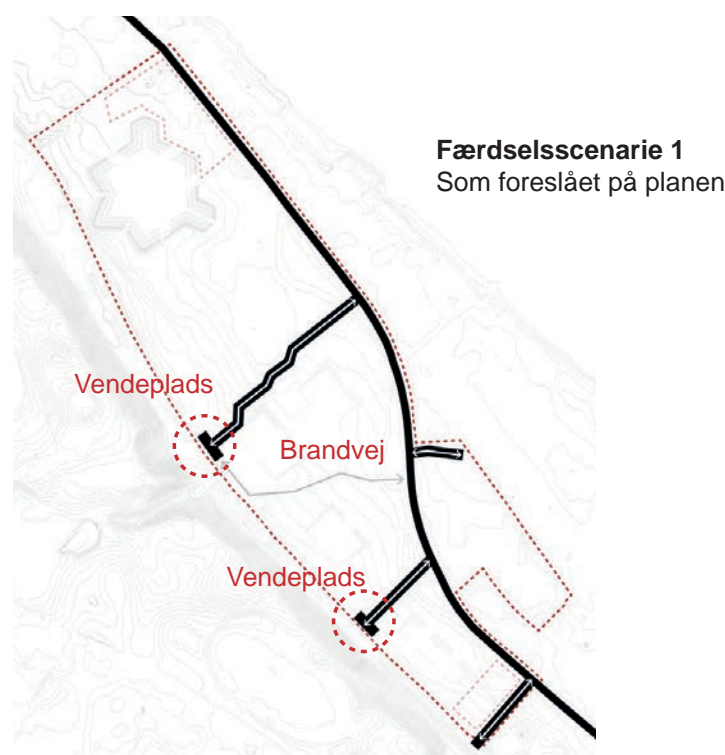 Færdselsscenarie 1
Som foreslået på planen
Vendeplads
Brandvej
Vendeplads